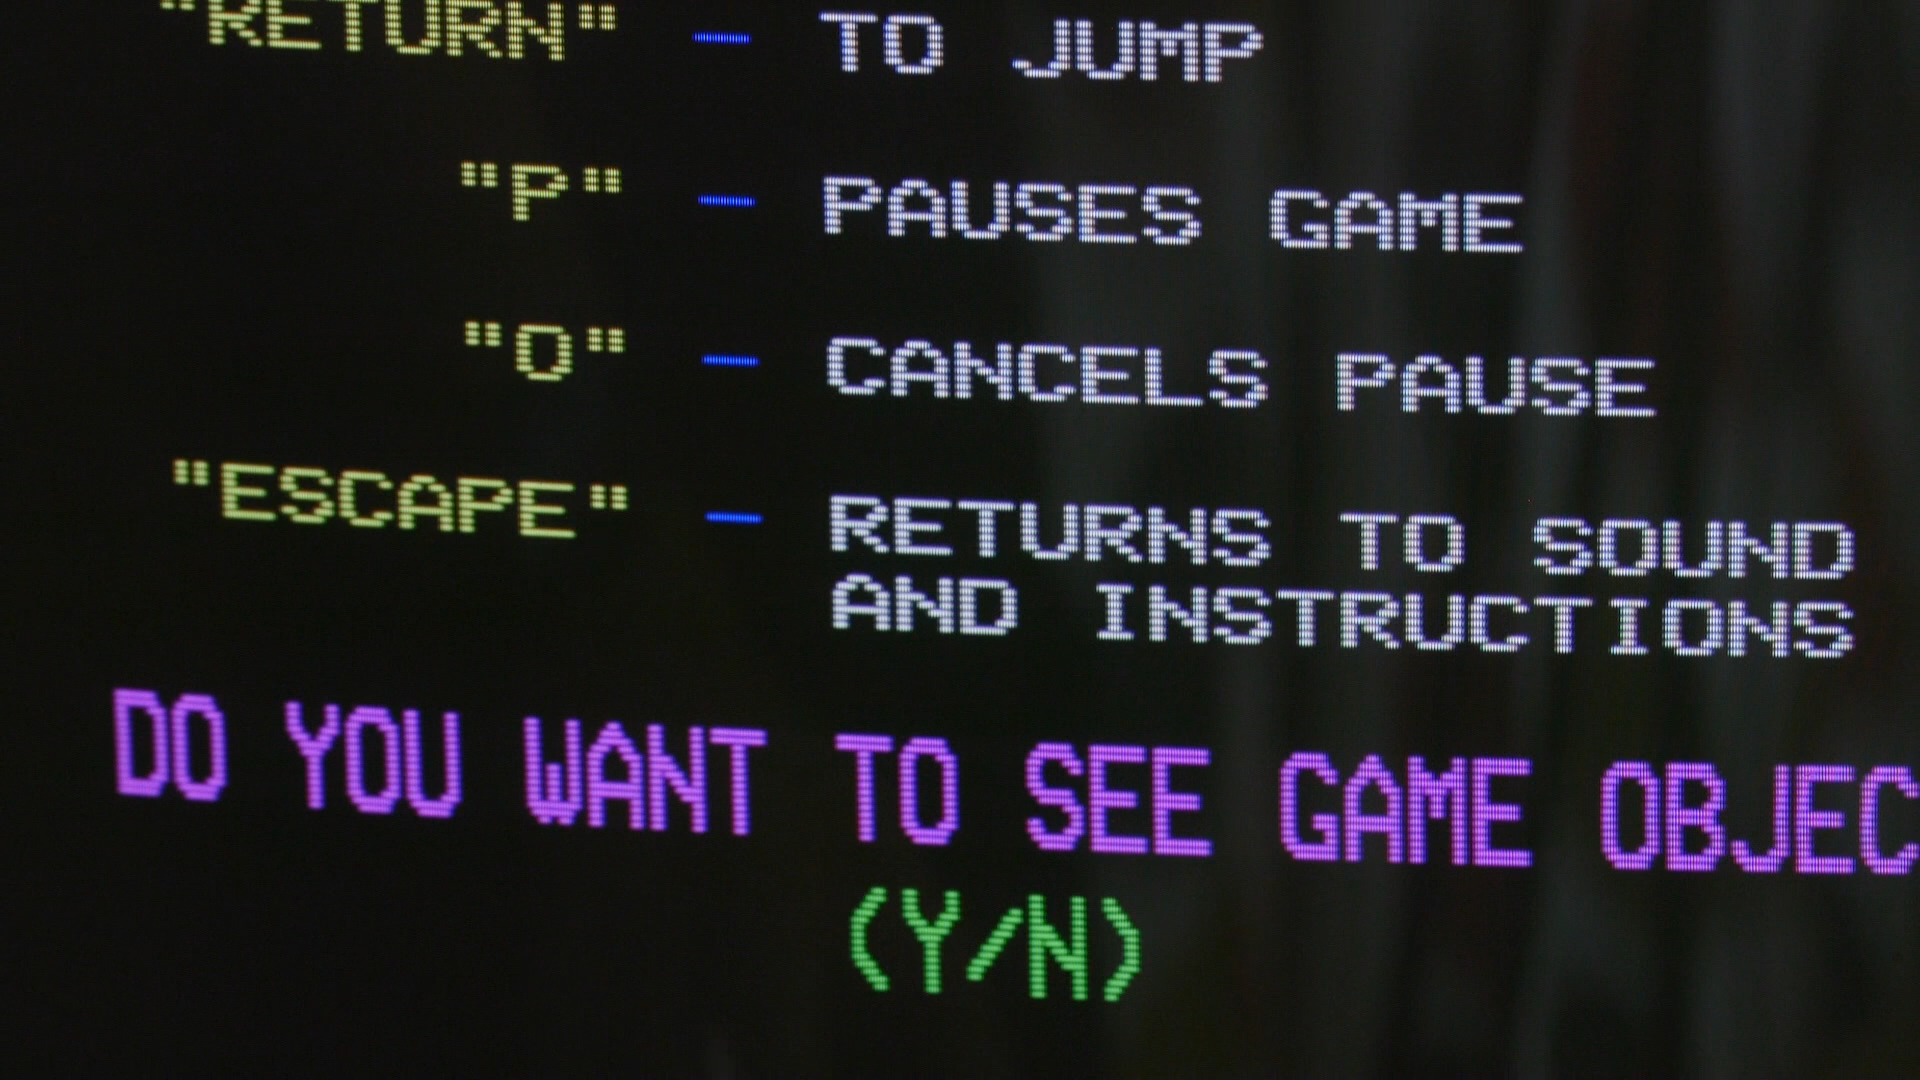 "RETURN" - TO JUMP
"P" - PAUSES GAME
"O" - CANCELS PAUSE
"ESCAPE" - RETURNS TO SOUND
AND INSTRUCTIONS
DO YOU WANT TO SEE GAME OBJEC
(Y/N)